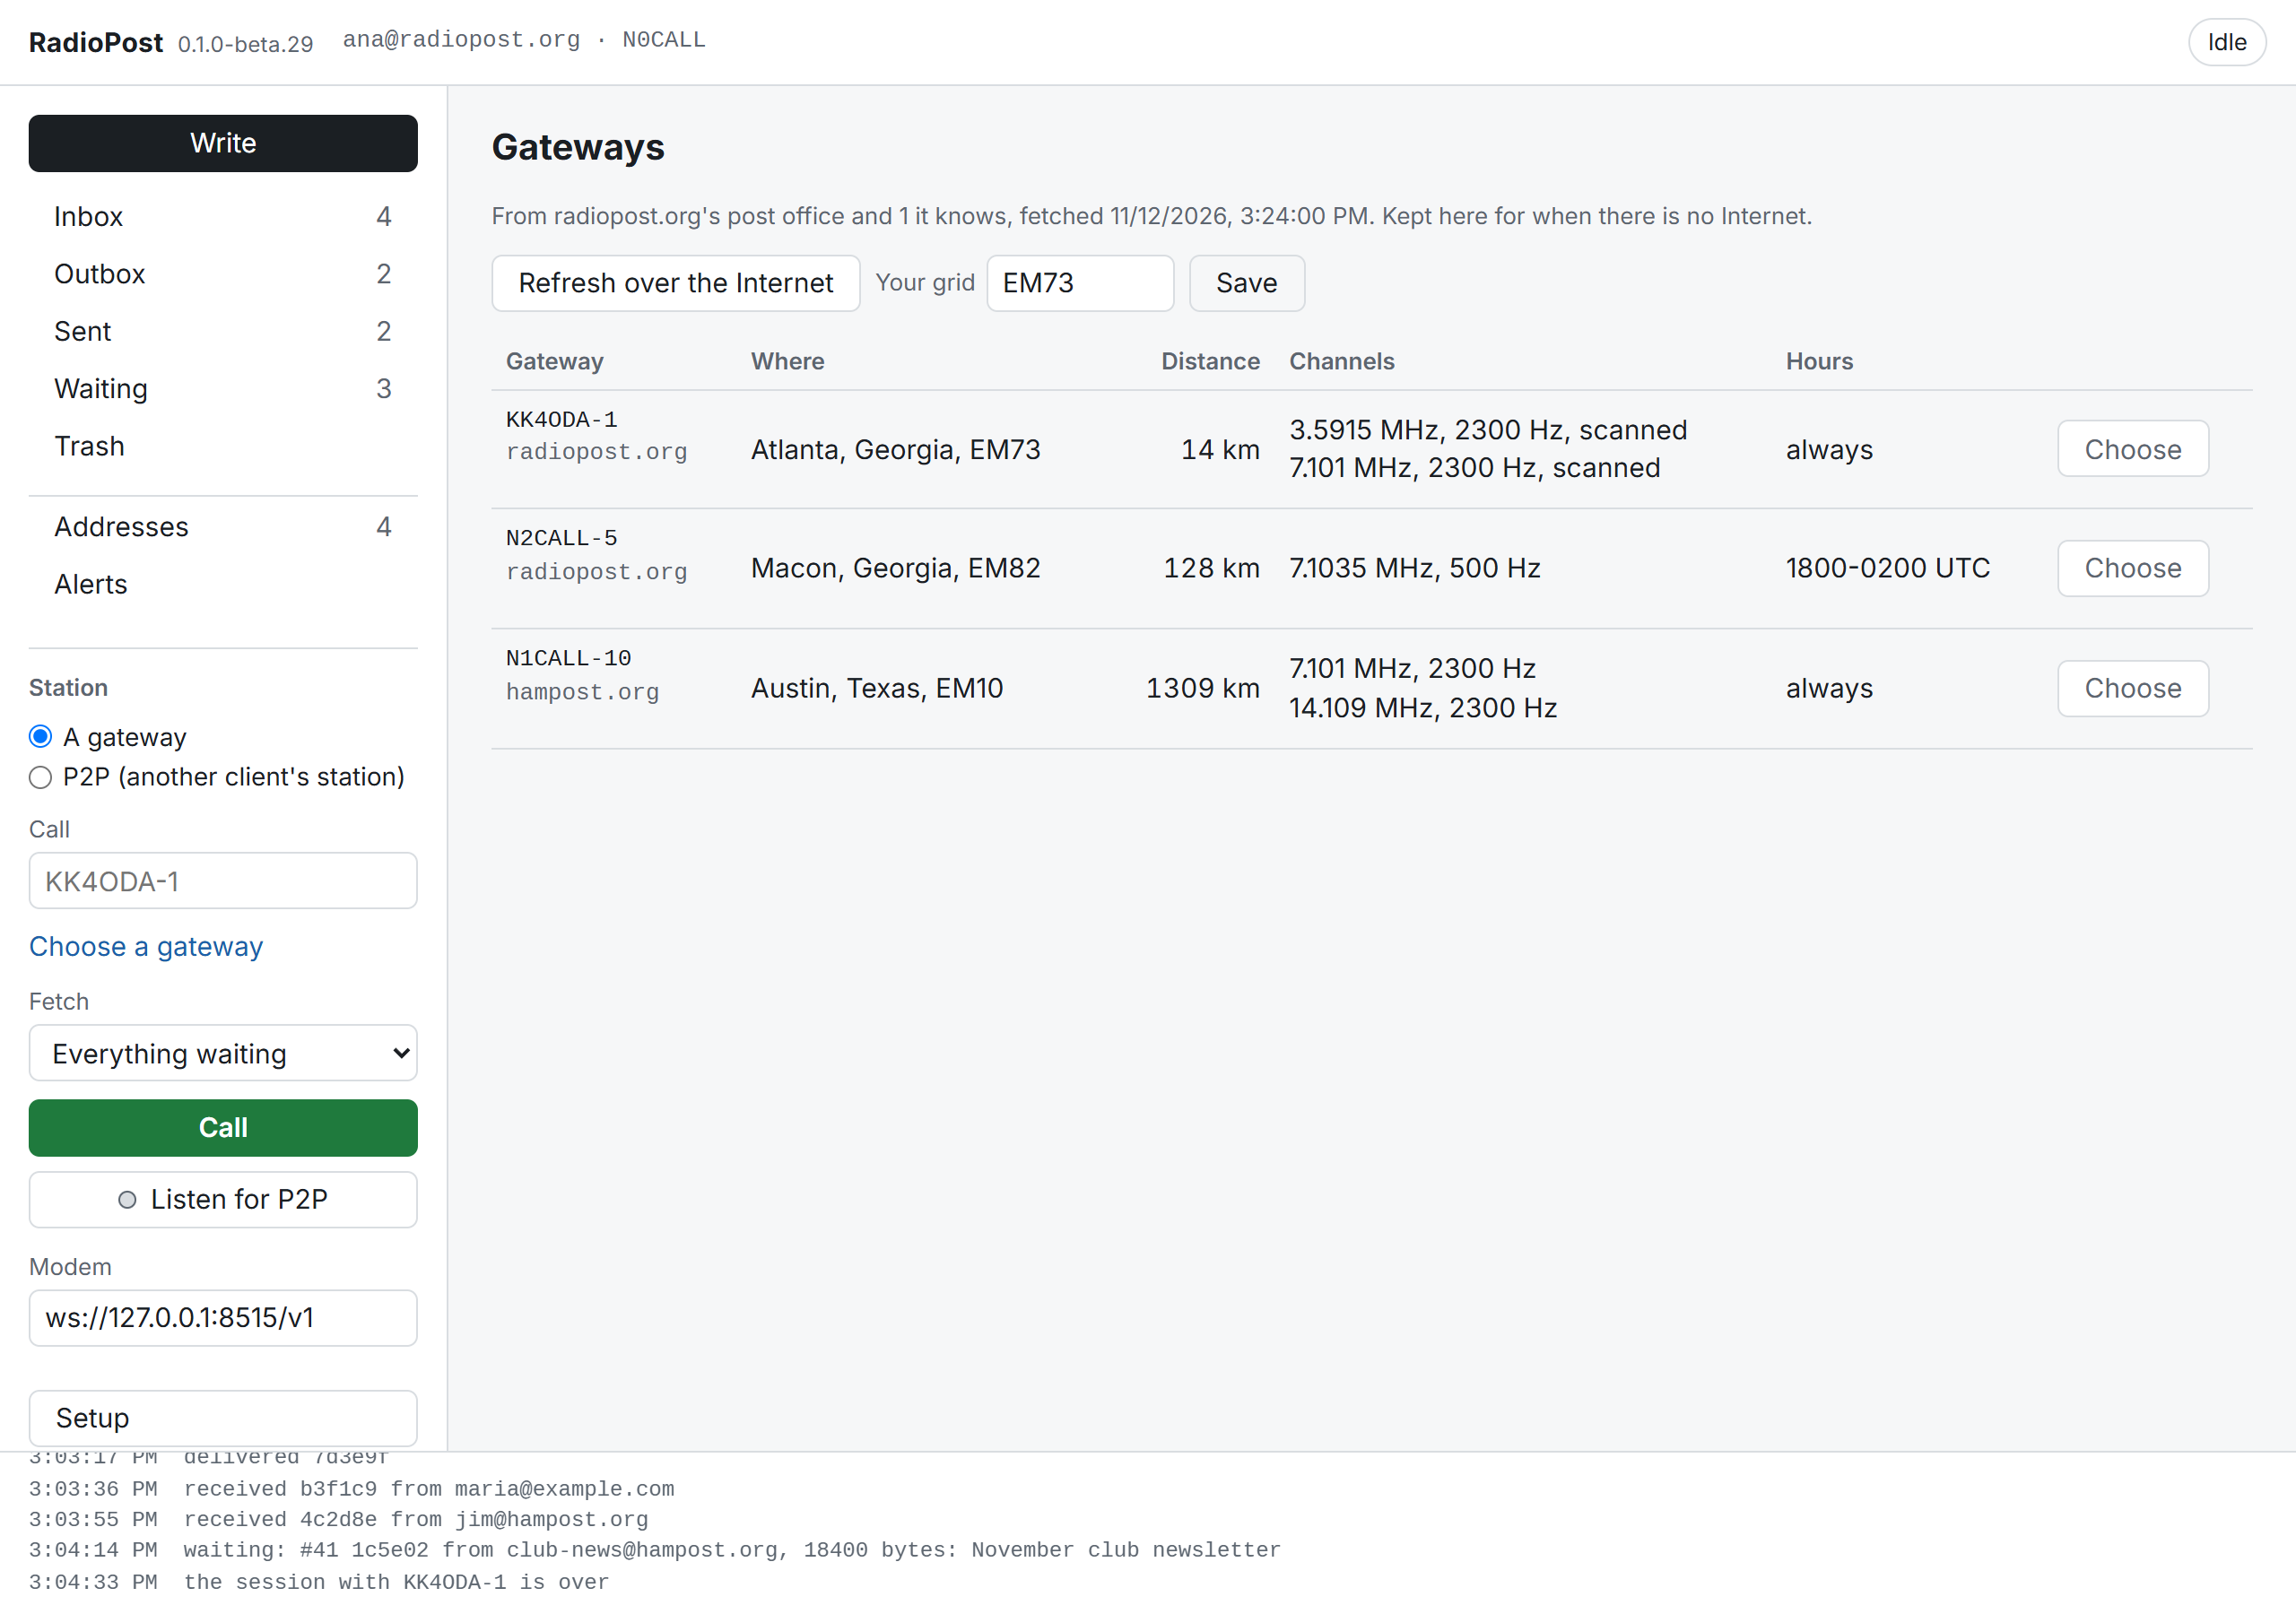 RadioPost 0.1.0-beta.29 ana@radiopost.org · N0CALL
Idle
Write
Inbox 4
Outbox 2
Sent 2
Waiting 3
Trash
Addresses 4
Alerts
Station
A gateway
P2P (another client's station)
Call
KK4ODA-1
Choose a gateway
Fetch
Everything waiting
Call
Listen for P2P
Modem
ws://127.0.0.1:8515/v1
Setup
Gateways
From radiopost.org's post office and 1 it knows, fetched 11/12/2026, 3:24:00 PM. Kept here for when there is no Internet.
Refresh over the Internet Your grid EM73 Save
Gateway Where Distance Channels Hours
KK4ODA-1
radiopost.org
Atlanta, Georgia, EM73 14 km
3.5915 MHz, 2300 Hz, scanned
7.101 MHz, 2300 Hz, scanned
always Choose
N2CALL-5
radiopost.org
Macon, Georgia, EM82 128 km 7.1035 MHz, 500 Hz 1800-0200 UTC Choose
N1CALL-10
hampost.org
Austin, Texas, EM10 1309 km
7.101 MHz, 2300 Hz
14.109 MHz, 2300 Hz
always Choose
3:03:17 PM delivered 7d3e9f
3:03:36 PM received b3f1c9 from maria@example.com
3:03:55 PM received 4c2d8e from jim@hampost.org
3:04:14 PM waiting: #41 1c5e02 from club-news@hampost.org, 18400 bytes: November club newsletter
3:04:33 PM the session with KK4ODA-1 is over